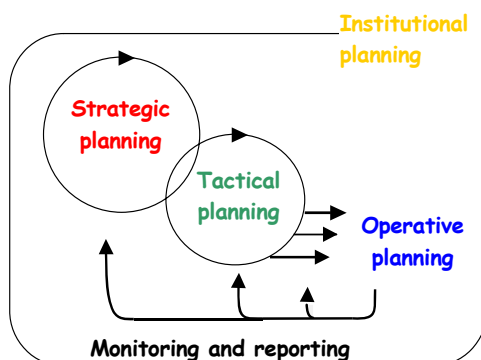 Institutional
planning
Strategic
planning
Tactical
planning
Operative
planning
Monitoring and reporting